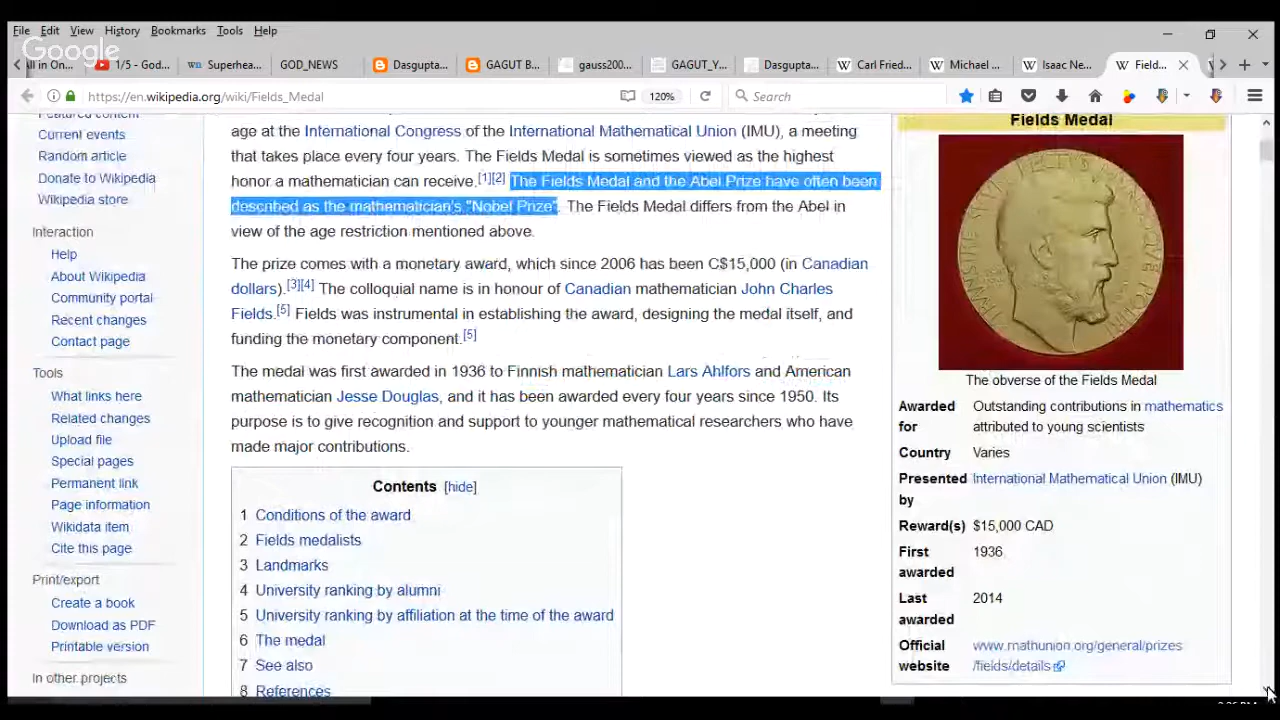 File Edit View History Bookmarks Tools Help
Google
ll in On... 1/5 - God... wn Superhea... GOD_NEWS Dasgupta... GAGUT B... gauss200... GAGUT_Y... Dasgupta... Carl Fried... Michael ... Isaac Ne... Field...
https://en.wikipedia.org/wiki/Fields_Medal 120% Search
Featured content
Current events
Random article
Donate to Wikipedia
Wikipedia store
Interaction
Help
About Wikipedia
Community portal
Recent changes
Contact page
Tools
What links here
Related changes
Upload file
Special pages
Permanent link
Page information
Wikidata item
Cite this page
Print/export
Create a book
Download as PDF
Printable version
In other projects
age at the International Congress of the International Mathematical Union (IMU), a meeting
that takes place every four years. The Fields Medal is sometimes viewed as the highest
honor a mathematician can receive.[1][2] The Fields Medal and the Abel Prize have often been
described as the mathematician's "Nobel Prize". The Fields Medal differs from the Abel in
view of the age restriction mentioned above.
The prize comes with a monetary award, which since 2006 has been C$15,000 (in Canadian
dollars).[3][4] The colloquial name is in honour of Canadian mathematician John Charles
Fields.[5] Fields was instrumental in establishing the award, designing the medal itself, and
funding the monetary component.[5]
The medal was first awarded in 1936 to Finnish mathematician Lars Ahlfors and American
mathematician Jesse Douglas, and it has been awarded every four years since 1950. Its
purpose is to give recognition and support to younger mathematical researchers who have
made major contributions.
Contents [hide]
1 Conditions of the award
2 Fields medalists
3 Landmarks
4 University ranking by alumni
5 University ranking by affiliation at the time of the award
6 The medal
7 See also
8 References
Fields Medal
The obverse of the Fields Medal
Awarded for Outstanding contributions in mathematics
attributed to young scientists
Country Varies
Presented by International Mathematical Union (IMU)
Reward(s) $15,000 CAD
First awarded 1936
Last awarded 2014
Official website www.mathunion.org/general/prizes
/fields/details